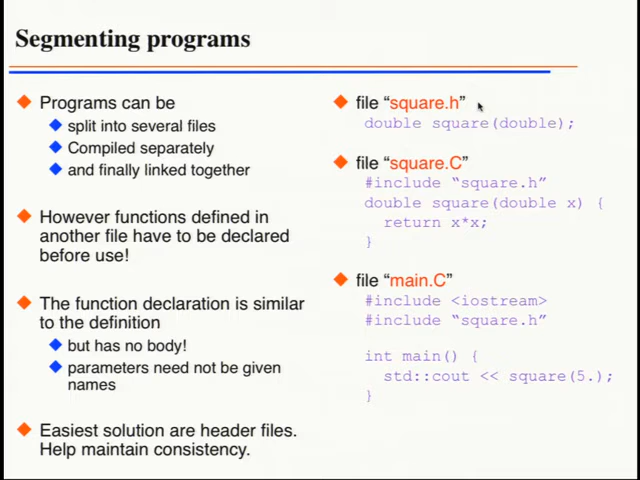 Segmenting programs
Programs can be
split into several files
Compiled separately
and finally linked together
However functions defined in
another file have to be declared
before use!
The function declaration is similar
to the definition
but has no body!
parameters need not be given
names
Easiest solution are header files.
Help maintain consistency.
file “square.h”
double square(double);
file “square.C”
#include “square.h”
double square(double x) {
return x*x;
}
file “main.C”
#include <iostream>
#include “square.h”
int main() {
std::cout << square(5.);
}